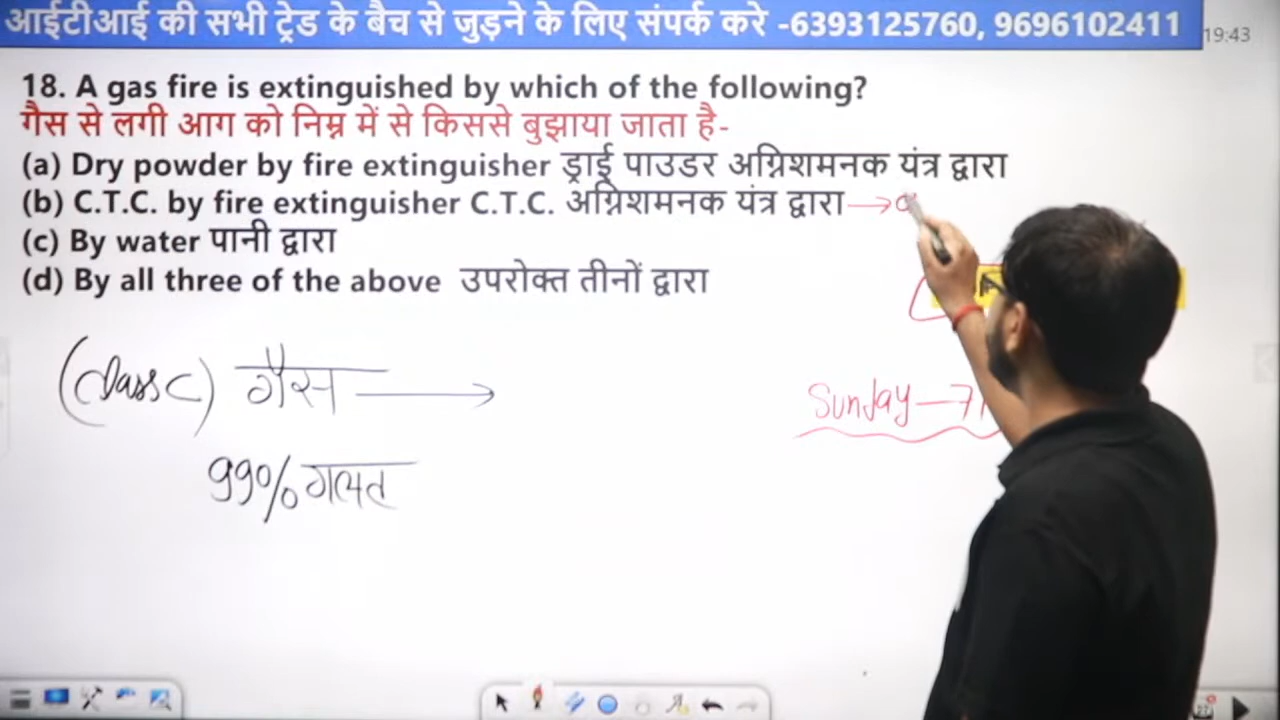 आईटीआई की सभी ट्रेड के बैच से जुड़ने के लिए संपर्क करे -6393125760, 9696102411
19:43
18. A gas fire is extinguished by which of the following?
गैस से लगी आग को निम्न में से किससे बुझाया जाता है-
(a) Dry powder by fire extinguisher ड्राई पाउडर अग्निशमनक यंत्र द्वारा
(b) C.T.C. by fire extinguisher C.T.C. अग्निशमनक यंत्र द्वारा →
(c) By water पानी द्वारा
(d) By all three of the above उपरोक्त तीनों द्वारा
(class C) गैस →
Sunday — 71
99% गलत